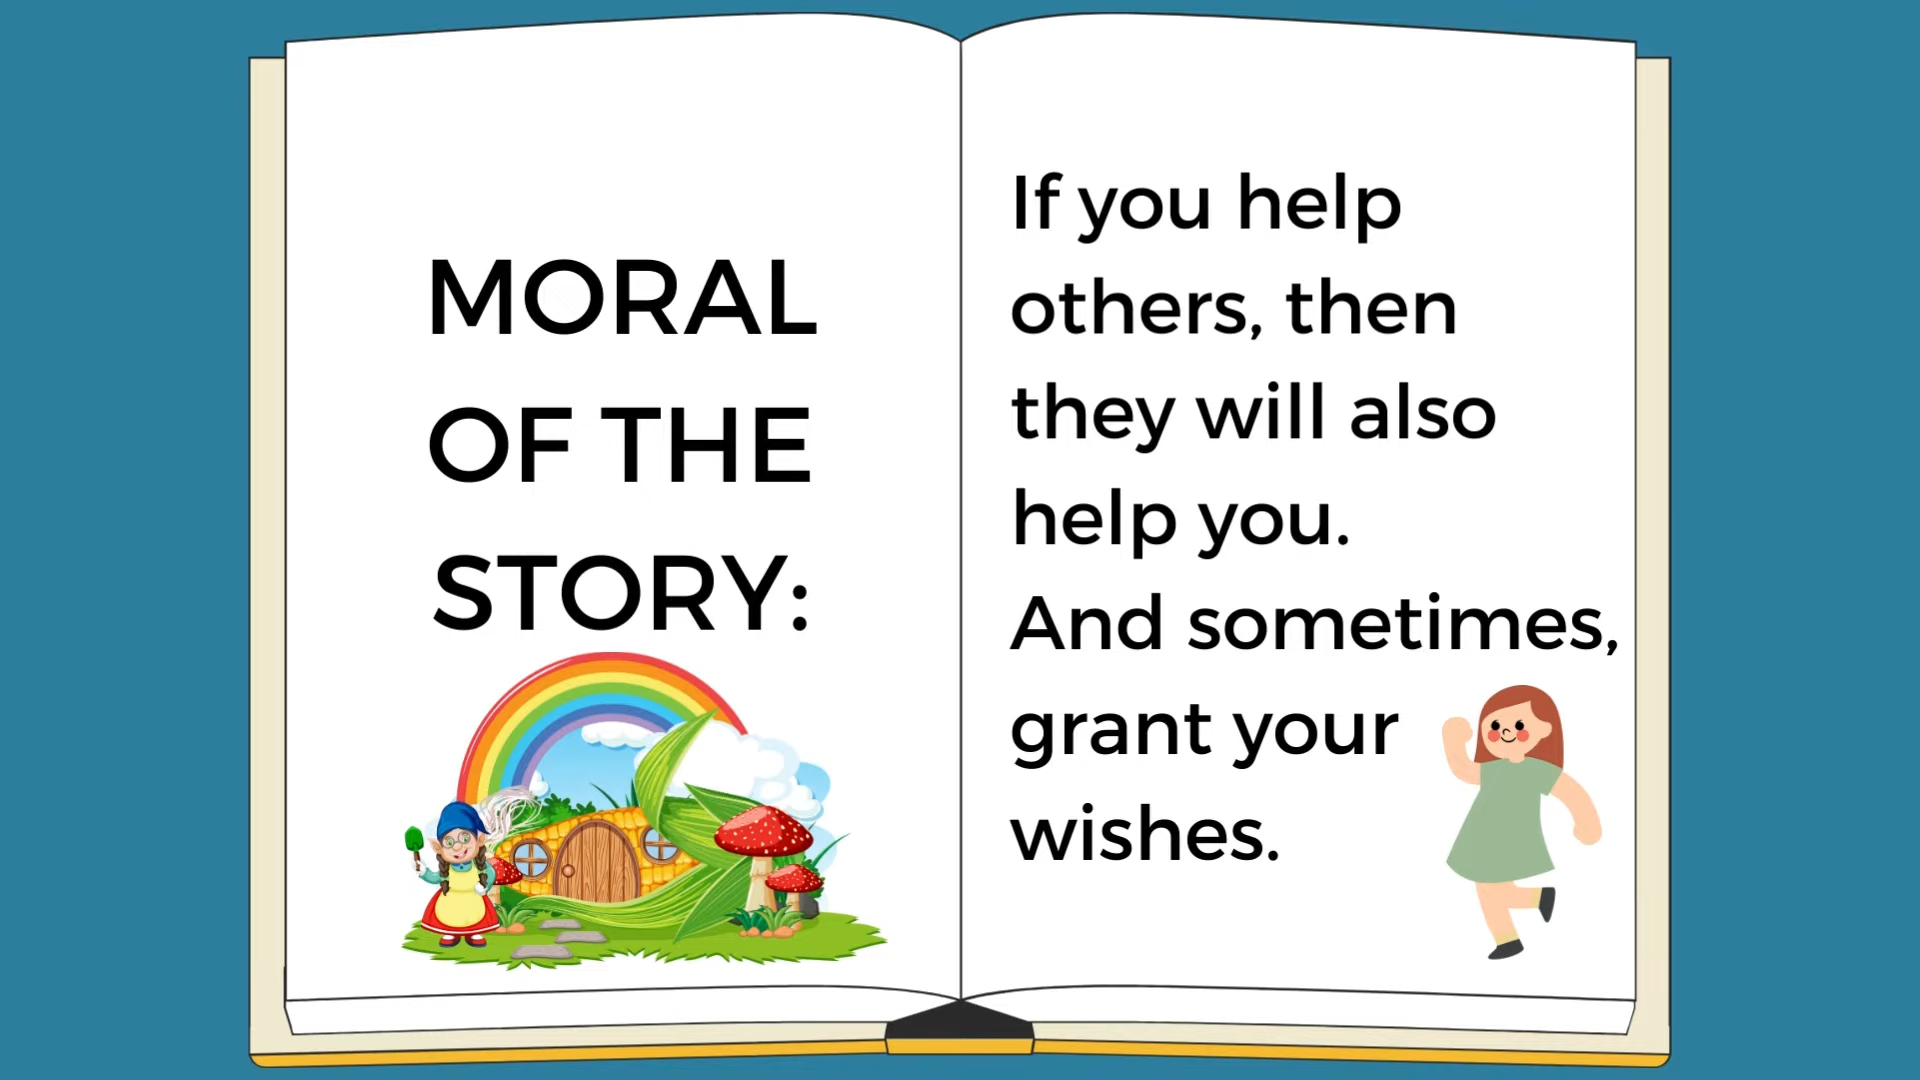 MORAL
OF THE
STORY:
If you help
others, then
they will also
help you.
And sometimes,
grant your
wishes.